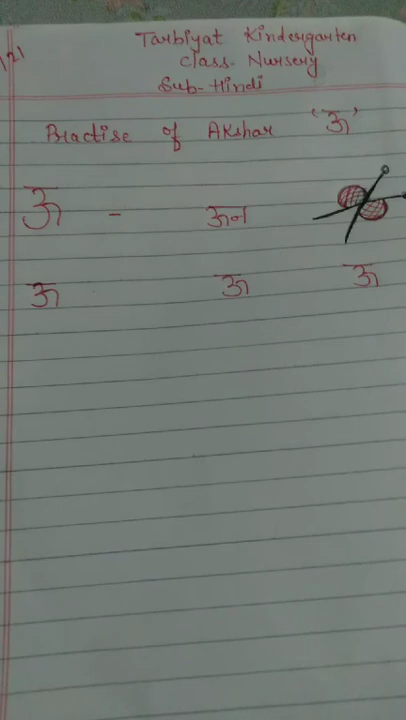 121
Tarbiyat Kindergarten
Class- Nursery
Sub- Hindi
Practise of Akshar 'ऊ'
ऊ - ऊन
ऊ ऊ ऊ